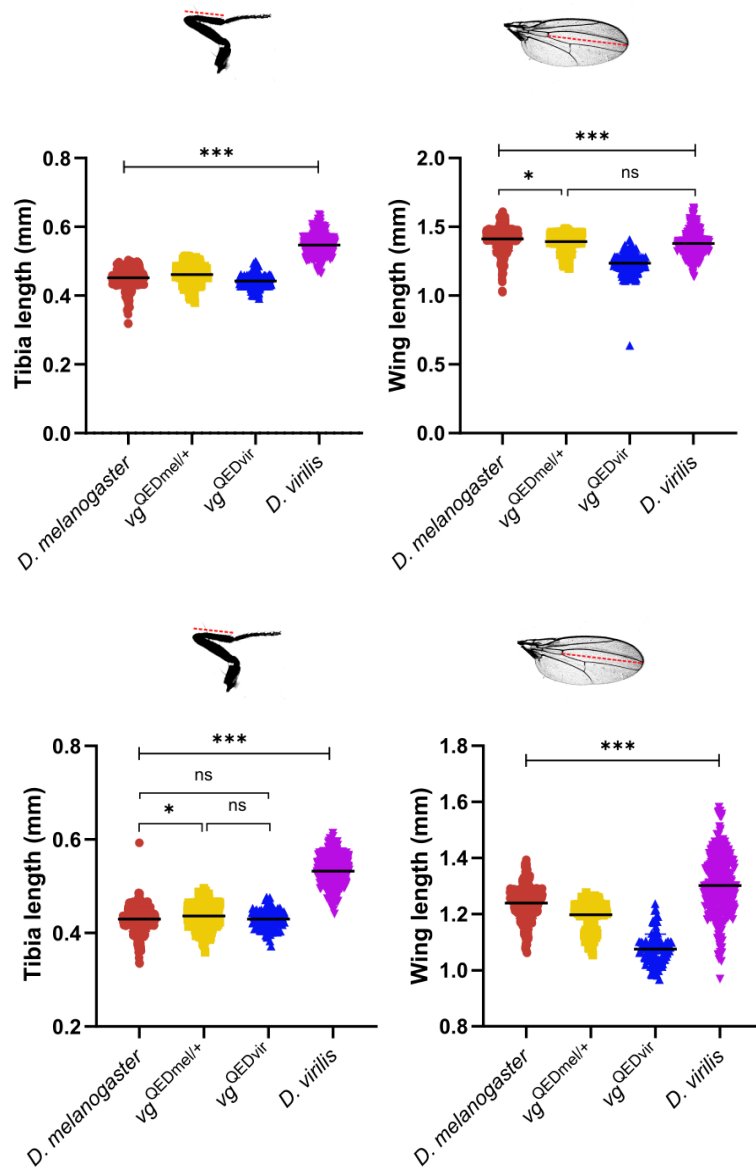 ***
0.8
0.6
0.4
0.2
0.0
Tibia length (mm)
D. melanogaster
vg^QEDmel/+
vg^QEDvir
D. virilis
***
*
ns
2.0
1.5
1.0
0.5
0.0
Wing length (mm)
D. melanogaster
vg^QEDmel/+
vg^QEDvir
D. virilis
***
ns
*
ns
0.8
0.6
0.4
0.2
Tibia length (mm)
D. melanogaster
vg^QEDmel/+
vg^QEDvir
D. virilis
***
1.8
1.6
1.4
1.2
1.0
0.8
Wing length (mm)
D. melanogaster
vg^QEDmel/+
vg^QEDvir
D. virilis